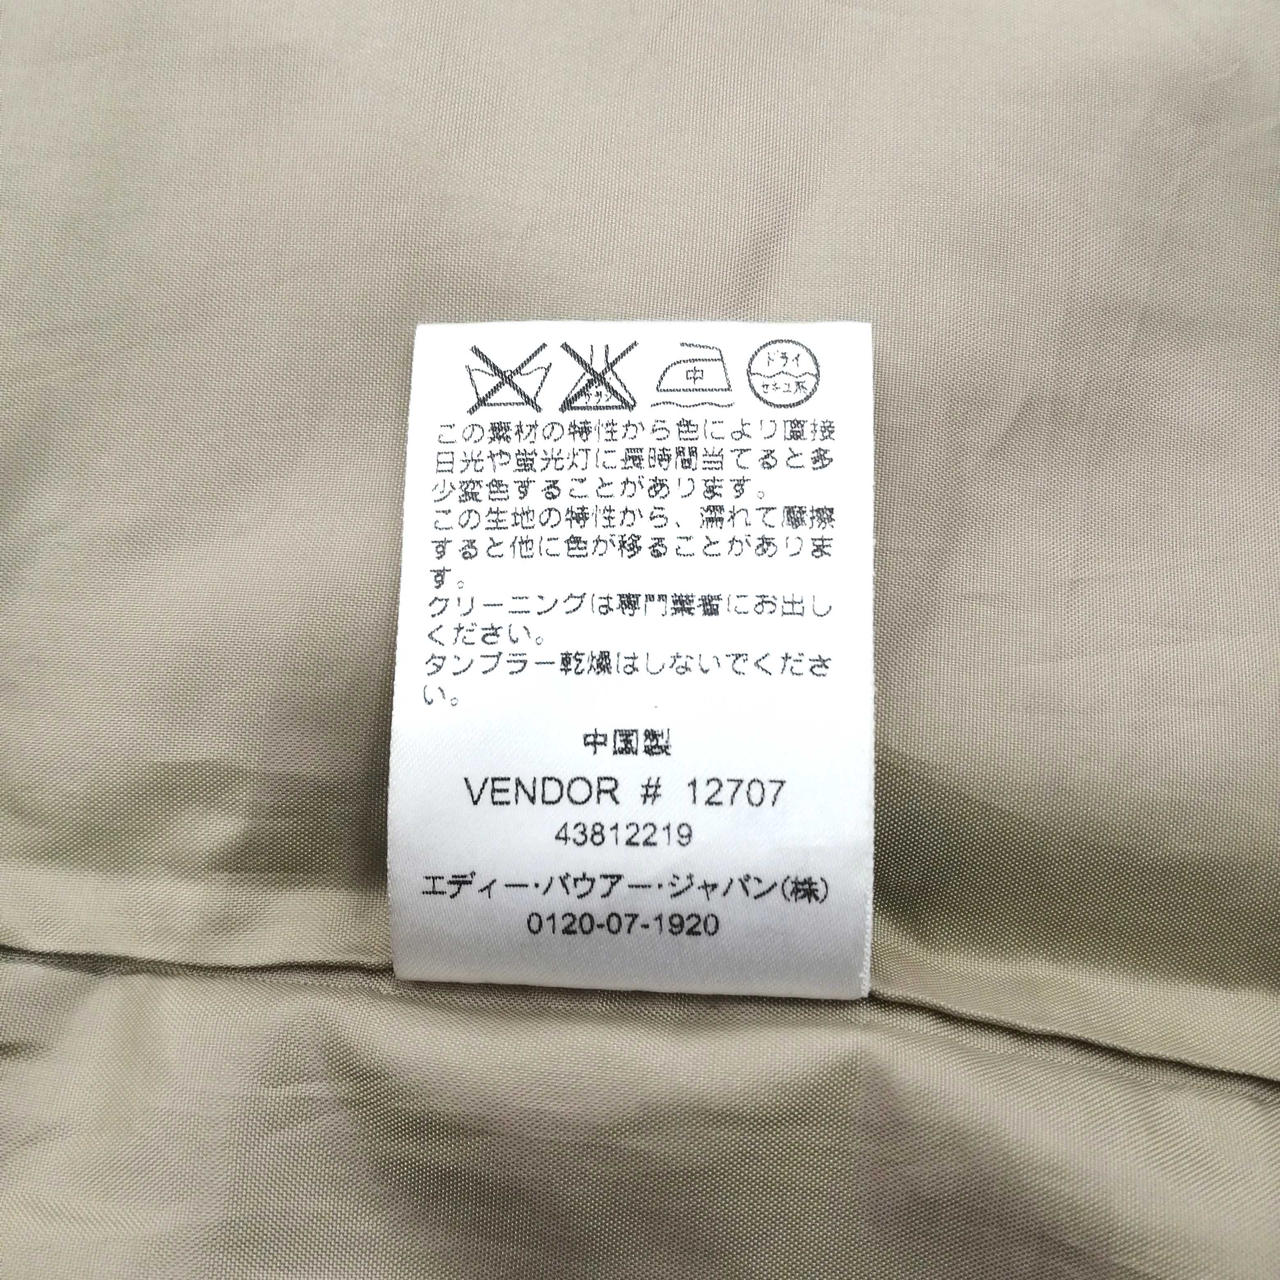 中
ドライ
セキユ系
この素材の特性から色により直接
日光や蛍光灯に長時間当てると多
少変色することがあります。
この生地の特性から、濡れて摩擦
すると他に色が移ることがありま
す。
クリーニングは専門業者にお出し
ください。
タンブラー乾燥はしないでくださ
い。
中国製
VENDOR # 12707
43812219
エディー・バウアー・ジャパン(株)
0120-07-1920